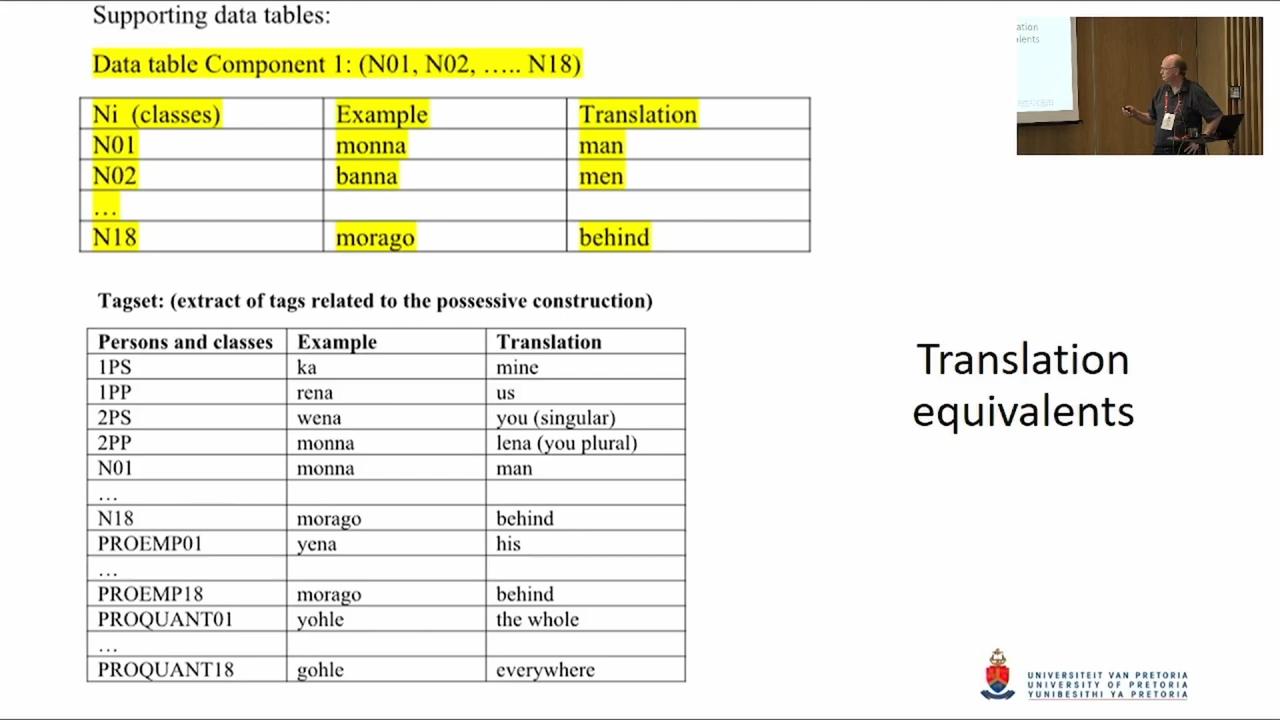 Supporting data tables:
Data table Component 1: (N01, N02, ….. N18)
Ni (classes) Example Translation
N01 monna man
N02 banna men
…
N18 morago behind
Tagset: (extract of tags related to the possessive construction)
Persons and classes Example Translation
1PS ka mine
1PP rena us
2PS wena you (singular)
2PP monna lena (you plural)
N01 monna man
…
N18 morago behind
PROEMP01 yena his
…
PROEMP18 morago behind
PROQUANT01 yohle the whole
…
PROQUANT18 gohle everywhere
Translation
equivalents
UNIVERSITEIT VAN PRETORIA
UNIVERSITY OF PRETORIA
YUNIBESITHI YA PRETORIA
ation
lents